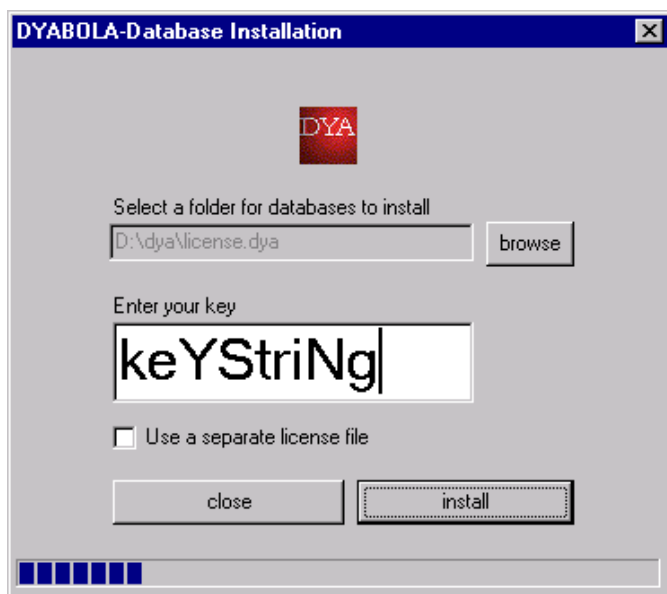 DYABOLA-Database Installation
DYA
Select a folder for databases to install
D:\dya\license.dya
browse
Enter your key
keYStriNg
Use a separate license file
close
install